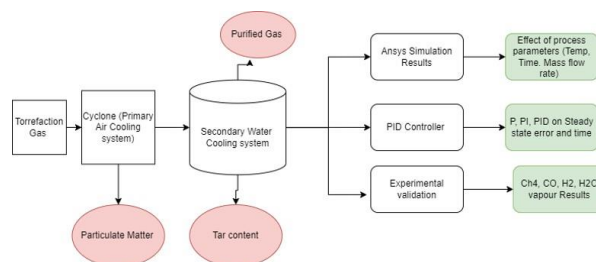 Purified Gas
Ansys Simulation
Results
Effect of process
parameters (Temp,
Time. Mass flow
rate)
Torrefaction
Gas
Cyclone (Primary
Air Cooling
system)
Secondary Water
Cooling system
PID Controller
P, PI, PID on Steady
state error and time
Experimental
validation
Ch4, CO, H2, H2O
vapour Results
Particulate Matter
Tar content